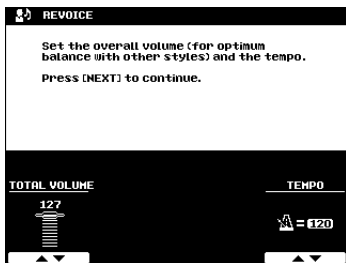 REVOICE
Set the overall volume (for optimum
balance with other styles) and the tempo.
Press [NEXT] to continue.
TOTAL VOLUME
TEMPO
127
=120